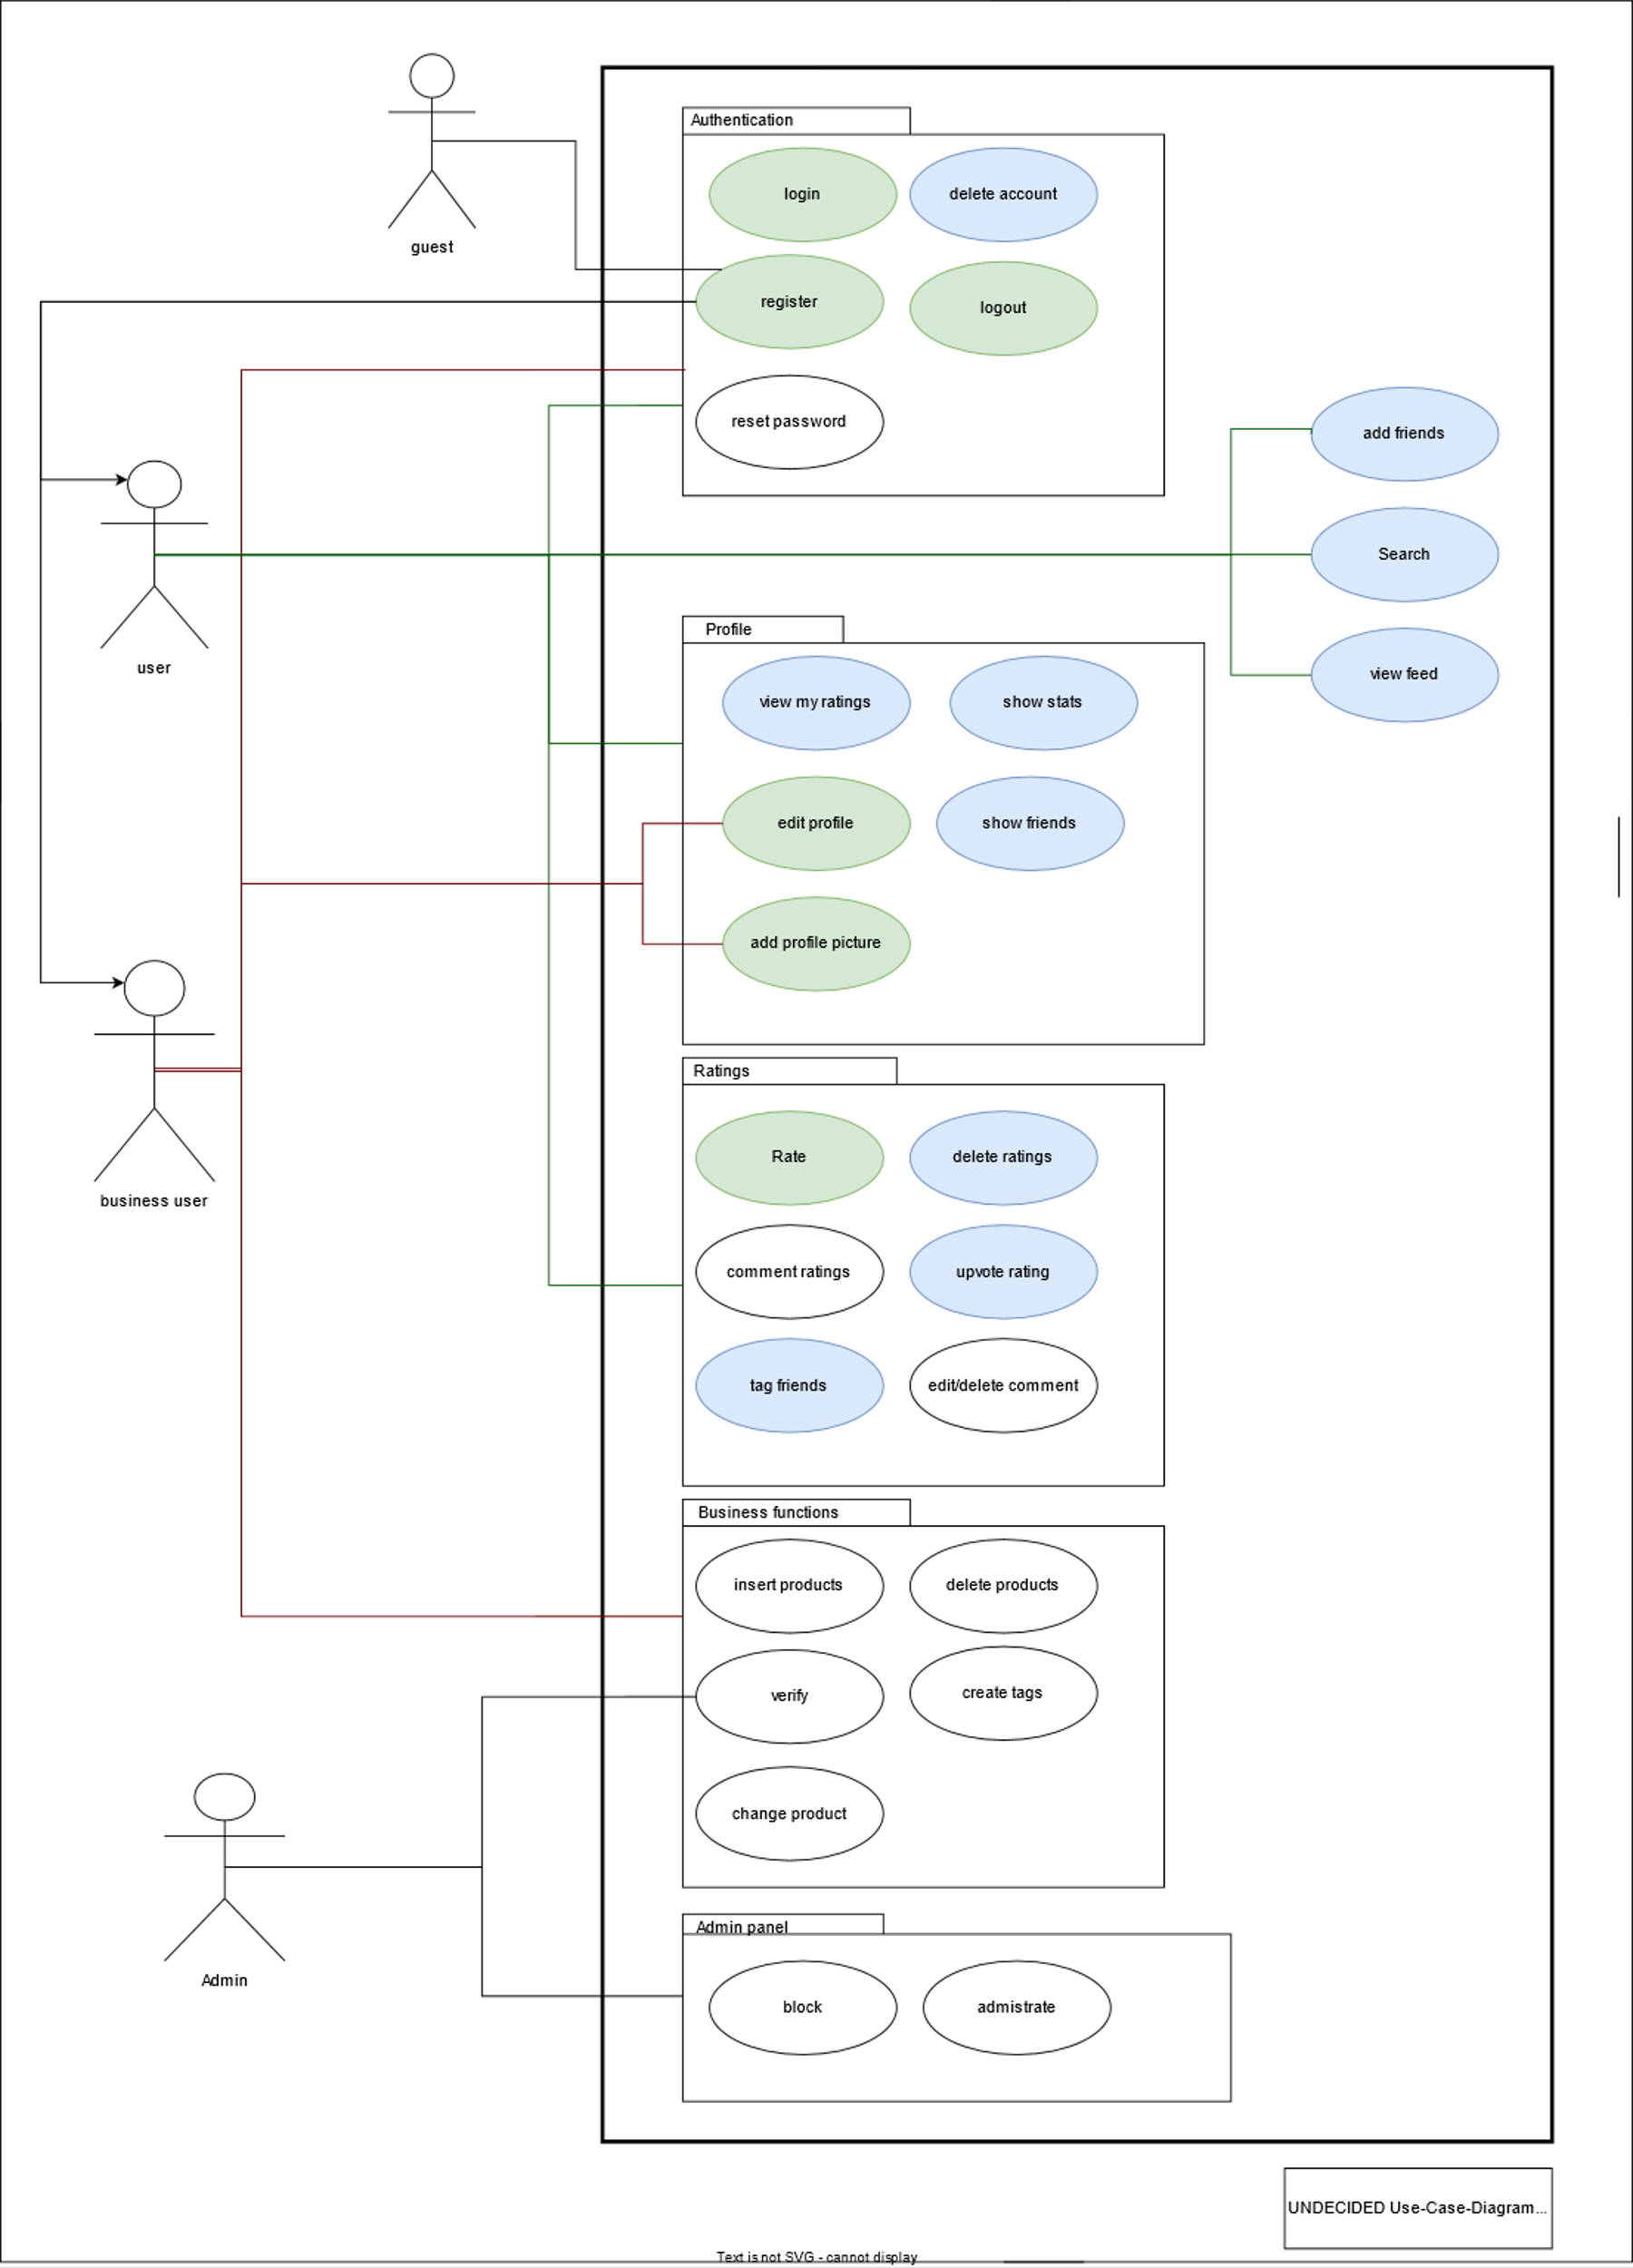 Authentication
login
delete account
guest
register
logout
reset password
add friends
Search
user
Profile
view feed
view my ratings
show stats
edit profile
show friends
add profile picture
Ratings
Rate
delete ratings
business user
comment ratings
upvote rating
tag friends
edit/delete comment
Business functions
insert products
delete products
verify
create tags
change product
Admin panel
Admin
block
admistrate
UNDECIDED Use-Case-Diagram...
Text is not SVG - cannot display